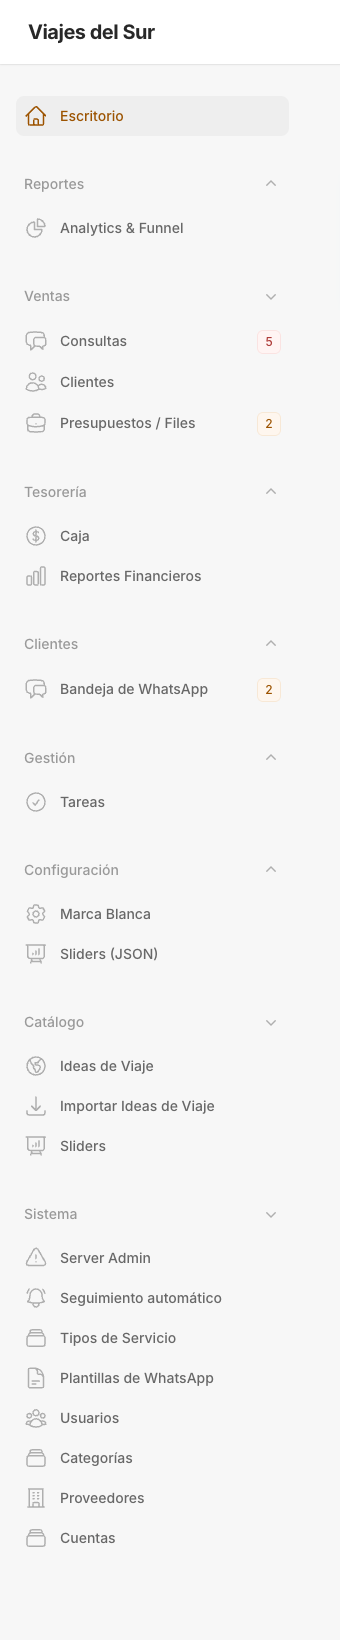 Viajes del Sur
Escritorio
Reportes
Analytics & Funnel
Ventas
Consultas 5
Clientes
Presupuestos / Files 2
Tesorería
Caja
Reportes Financieros
Clientes
Bandeja de WhatsApp 2
Gestión
Tareas
Configuración
Marca Blanca
Sliders (JSON)
Catálogo
Ideas de Viaje
Importar Ideas de Viaje
Sliders
Sistema
Server Admin
Seguimiento automático
Tipos de Servicio
Plantillas de WhatsApp
Usuarios
Categorías
Proveedores
Cuentas